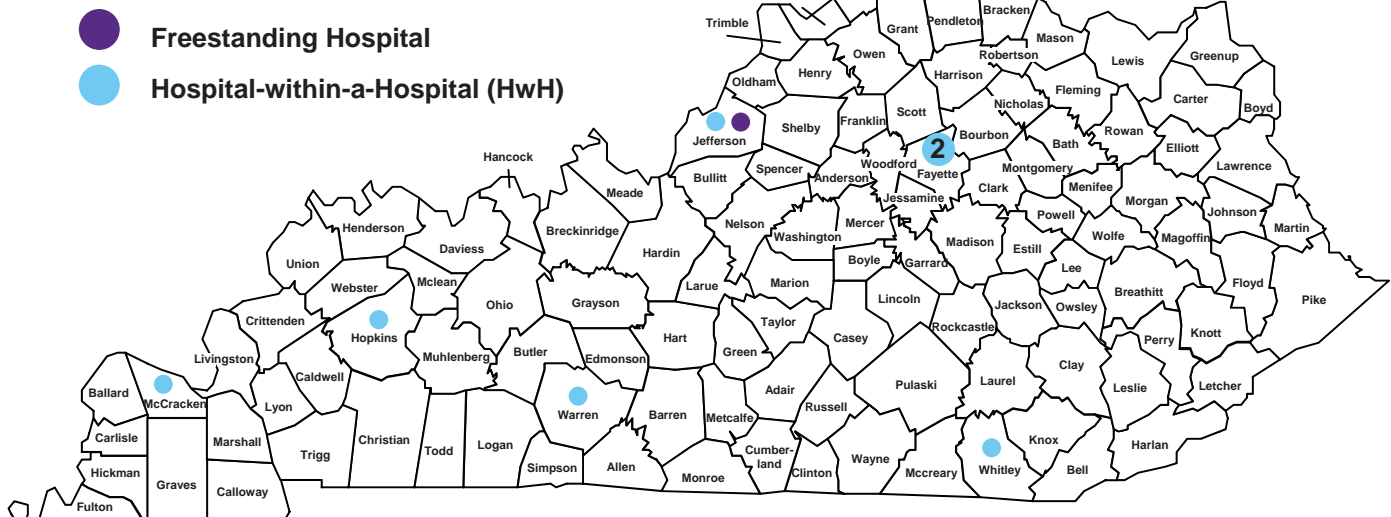 Freestanding Hospital
Hospital-within-a-Hospital (HwH)
Trimble
Grant
Pendleton
Bracken
Mason
Owen
Robertson
Lewis
Greenup
Oldham
Henry
Harrison
Fleming
Carter
Boyd
Nicholas
Jefferson
Shelby
Franklin
Scott
Bourbon
Rowan
Bath
Elliott
2
Hancock
Woodford
Fayette
Montgomery
Lawrence
Bullitt
Spencer
Anderson
Clark
Menifee
Meade
Jessamine
Morgan
Johnson
Martin
Henderson
Breckinridge
Nelson
Washington
Mercer
Powell
Wolfe
Magoffin
Daviess
Madison
Estill
Union
Hardin
Boyle
Garrard
Lee
Webster
Mclean
Larue
Marion
Breathitt
Floyd
Pike
Ohio
Grayson
Lincoln
Jackson
Owsley
Crittenden
Taylor
Rockcastle
Hopkins
Hart
Casey
Perry
Knott
Livingston
Muhlenberg
Butler
Edmonson
Green
Clay
Caldwell
Adair
Pulaski
Laurel
Leslie
Letcher
Ballard
McCracken
Lyon
Warren
Barren
Metcalfe
Russell
Carlisle
Marshall
Christian
Todd
Logan
Knox
Harlan
Trigg
Cumber-
land
Wayne
Hickman
Simpson
Allen
Monroe
Clinton
Mccreary
Whitley
Bell
Graves
Calloway
Fulton